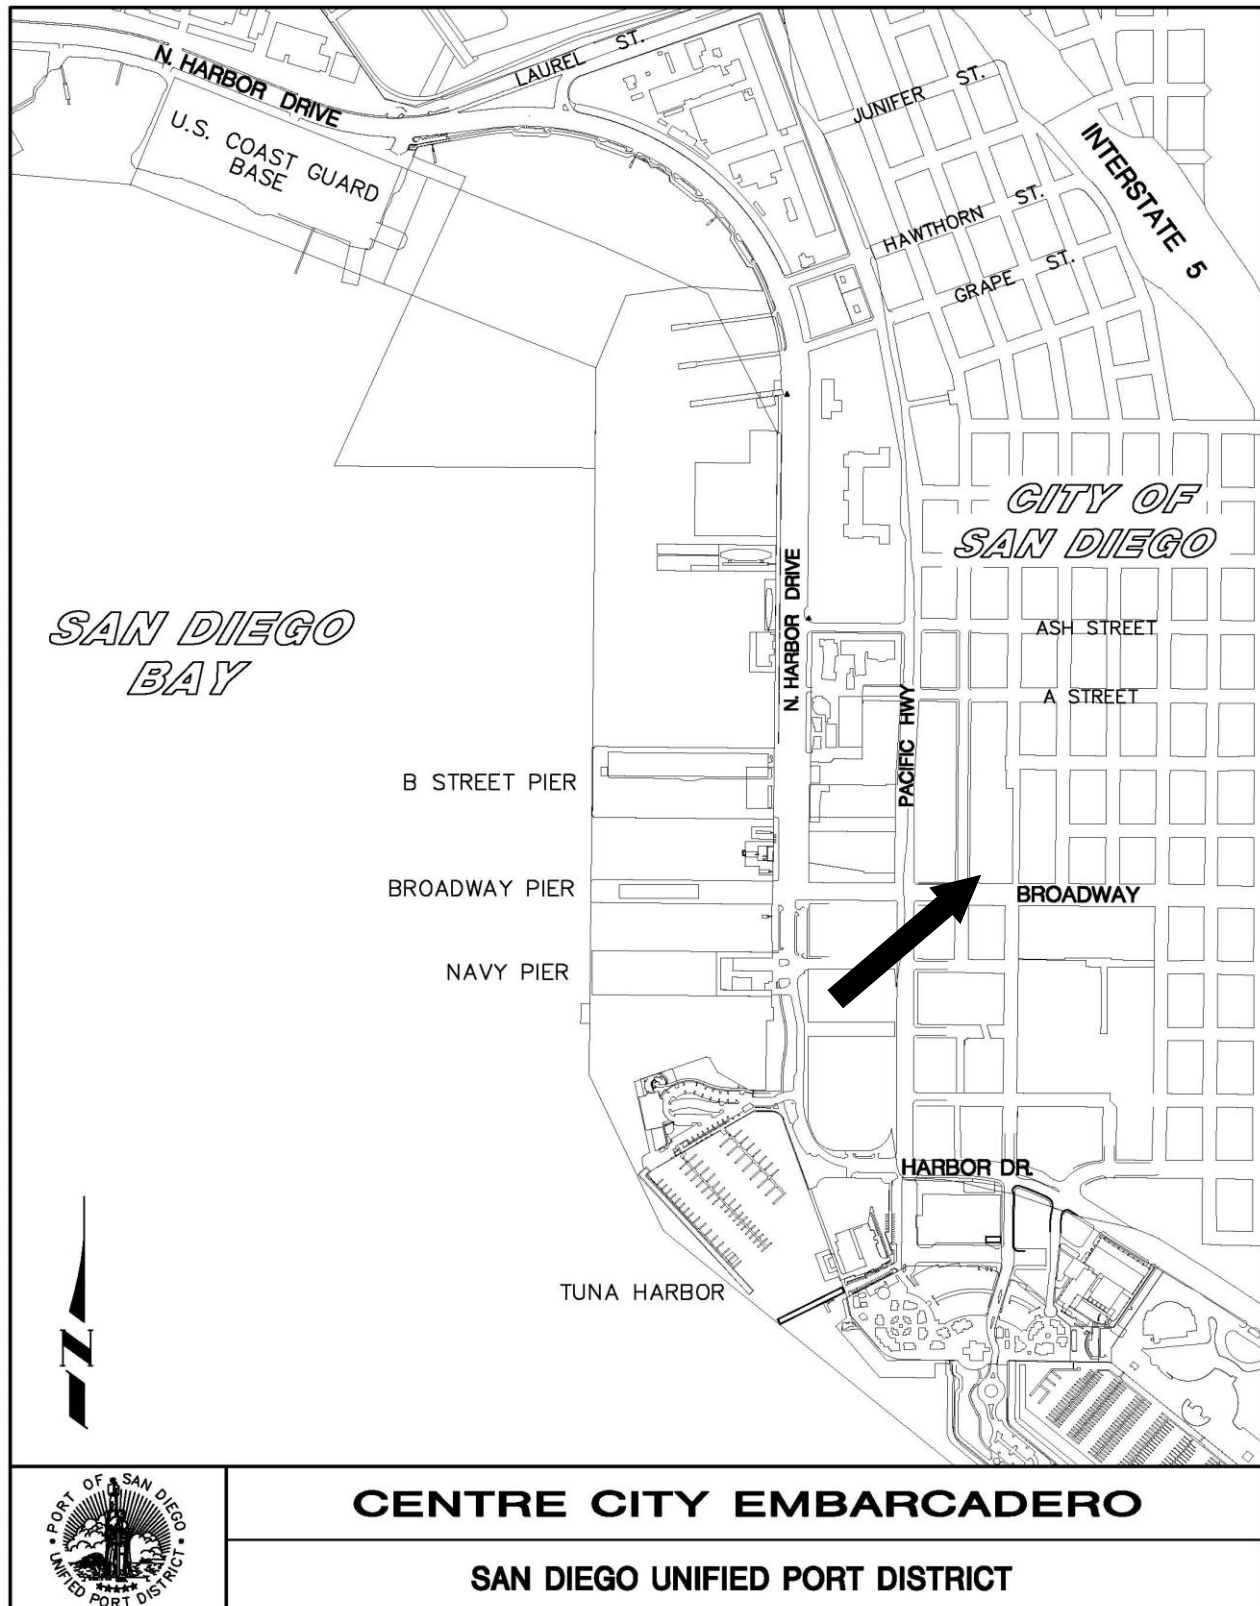 N. HARBOR DRIVE
LAUREL ST.
JUNIFER ST.
U.S. COAST GUARD
BASE
INTERSTATE 5
HAWTHORN ST.
GRAPE ST.
CITY OF
SAN DIEGO
SAN DIEGO
BAY
N. HARBOR DRIVE
ASH STREET
A STREET
PACIFIC HWY
B STREET PIER
BROADWAY PIER
BROADWAY
NAVY PIER
HARBOR DR.
TUNA HARBOR
N
PORT OF SAN DIEGO
UNIFIED PORT DISTRICT
CENTRE CITY EMBARCADERO
SAN DIEGO UNIFIED PORT DISTRICT